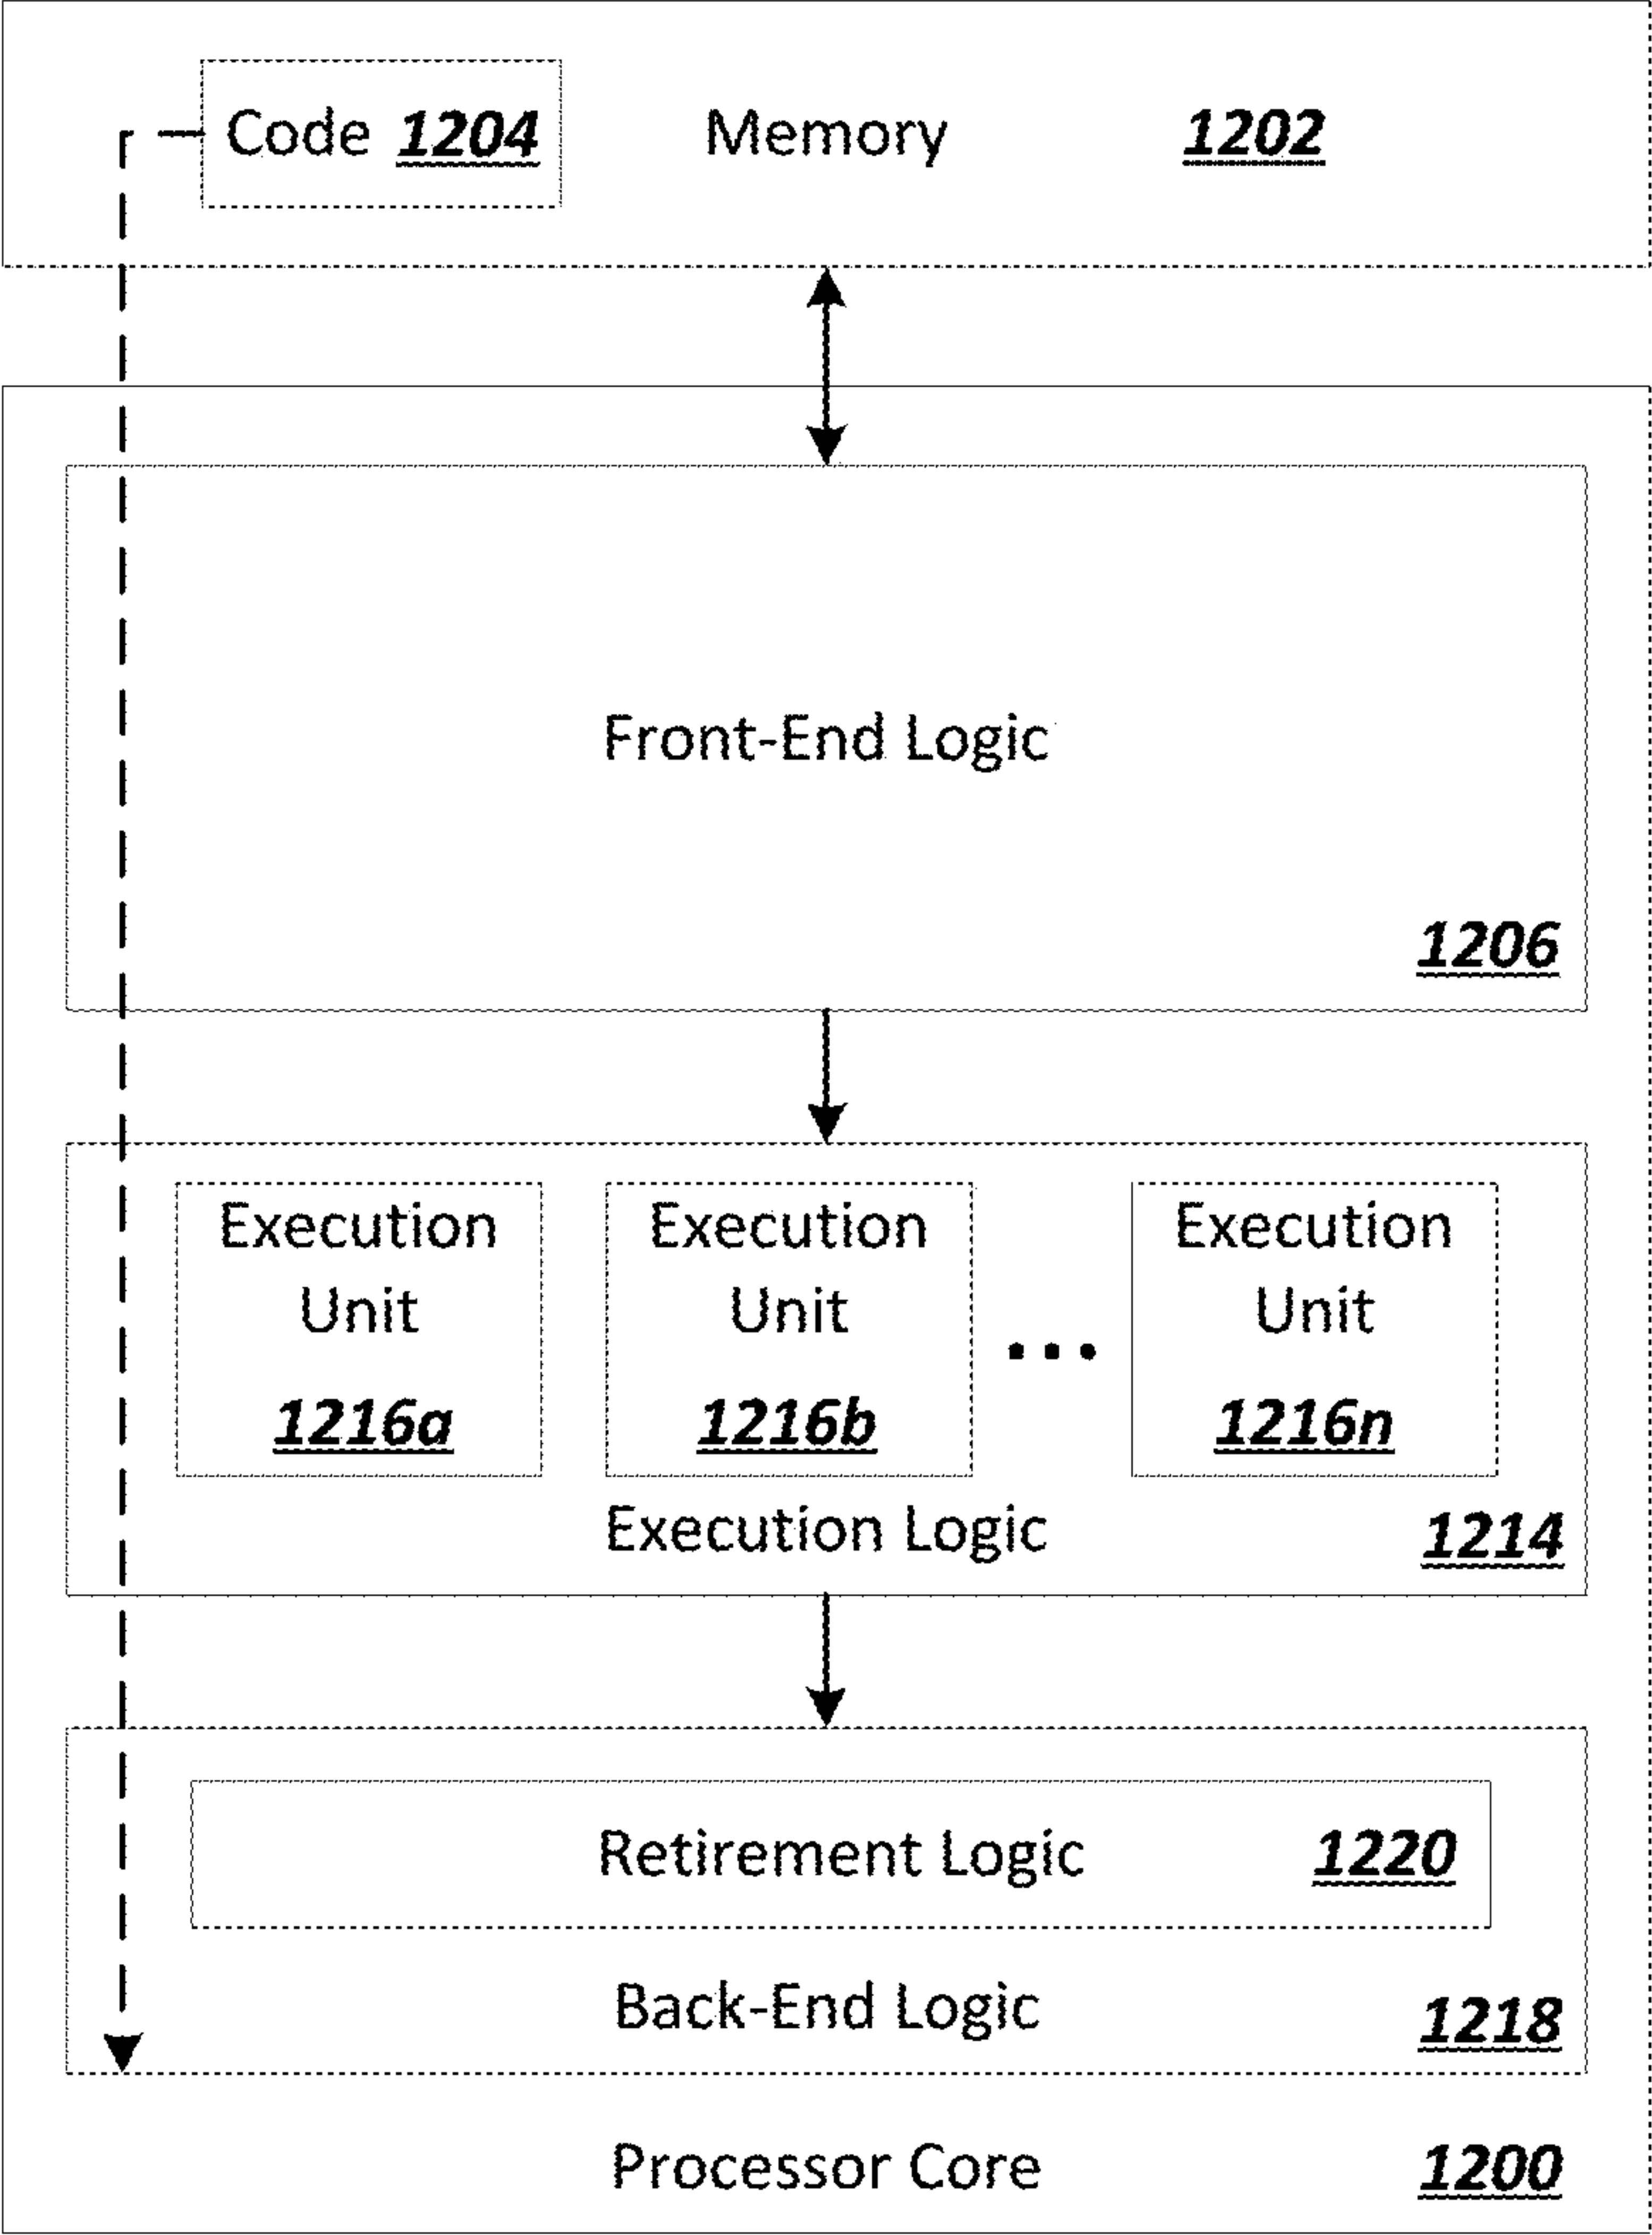 Code 1204 Memory 1202
Front-End Logic
1206
Execution Execution Execution
Unit Unit Unit
...
1216a 1216b 1216n
Execution Logic 1214
Retirement Logic 1220
Back-End Logic 1218
Processor Core 1200